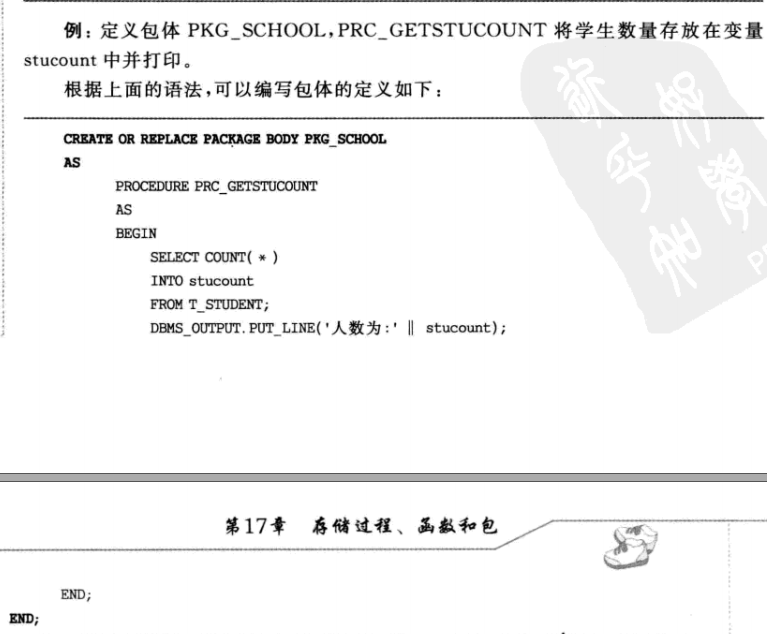 例：定义包体 PKG_SCHOOL,PRC_GETSTUCOUNT 将学生数量存放在变量
stucount 中并打印。
根据上面的语法,可以编写包体的定义如下：
CREATE OR REPLACE PACKAGE BODY PKG_SCHOOL
AS
PROCEDURE PRC_GETSTUCOUNT
AS
BEGIN
SELECT COUNT( * )
INTO stucount
FROM T_STUDENT;
DBMS_OUTPUT.PUT_LINE('人数为:' ‖ stucount);
第17章 存储过程、函数和包
END;
END;